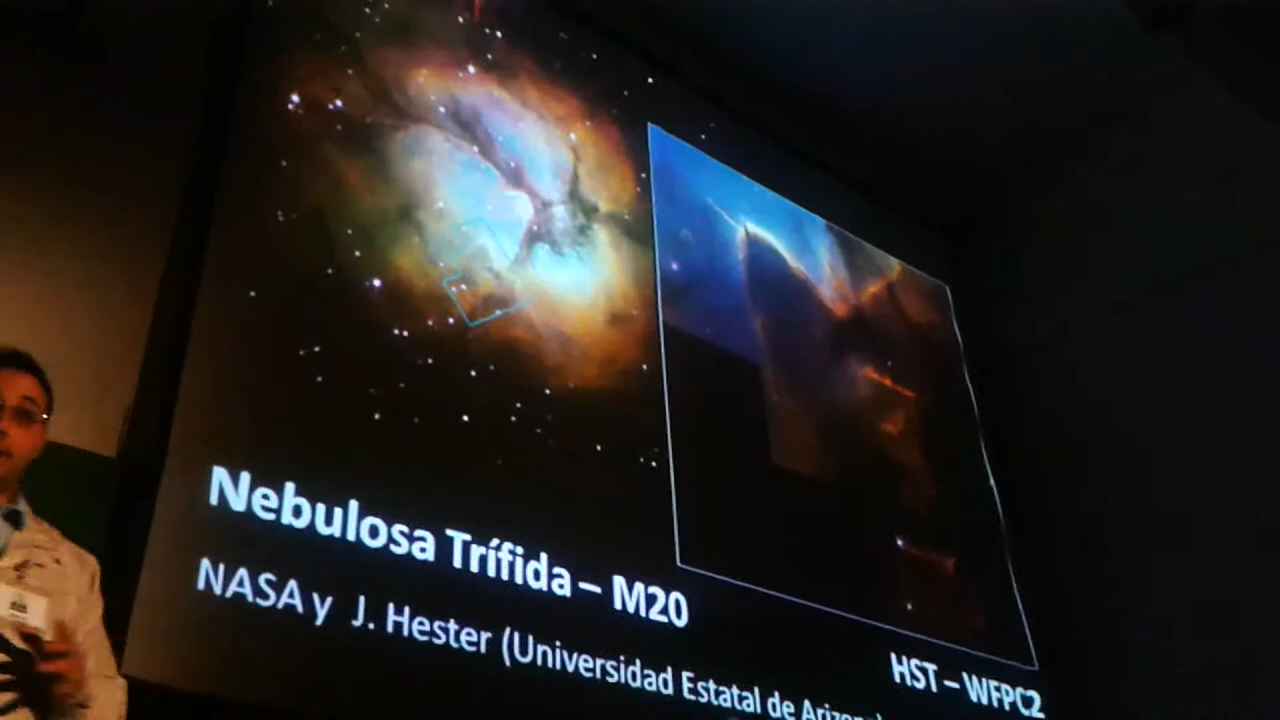 Nebulosa Trífida – M20
NASA y J. Hester (Universidad Estatal de
HST – WFPC2